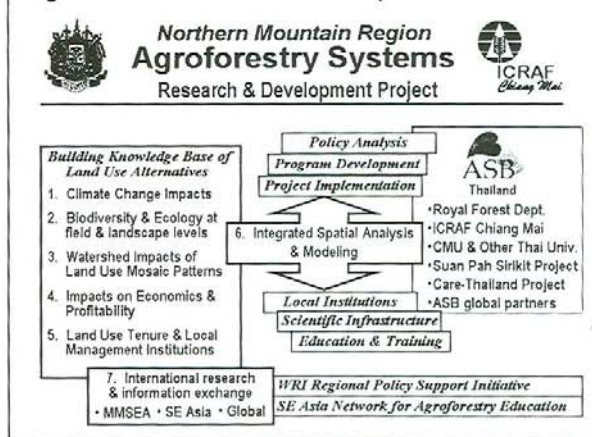 Northern Mountain Region
Agroforestry Systems
Research & Development Project
ICRAF
Chiang Mai
Building Knowledge Base of
Land Use Alternatives
1. Climate Change Impacts
2. Biodiversity & Ecology at
field & landscape levels
3. Watershed Impacts of
Land Use Mosaic Patterns
4. Impacts on Economics &
Profitability
5. Land Use Tenure & Local
Management Institutions
Policy Analysis
Program Development
Project Implementation
6. Integrated Spatial Analysis
& Modeling
Local Institutions
Scientific Infrastructure
Education & Training
ASB
Thailand
•Royal Forest Dept.
•ICRAF Chiang Mai
•CMU & Other Thai Univ.
•Suan Pah Sirikit Project
•Care-Thailand Project
•ASB global partners
7. International research
& information exchange
• MMSEA • SE Asia • Global
WRI Regional Policy Support Initiative
SE Asia Network for Agroforestry Education